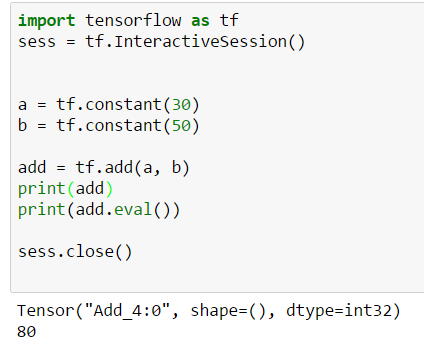 import tensorflow as tf
sess = tf.InteractiveSession()
a = tf.constant(30)
b = tf.constant(50)
add = tf.add(a, b)
print(add)
print(add.eval())
sess.close()
Tensor("Add_4:0", shape=(), dtype=int32)
80